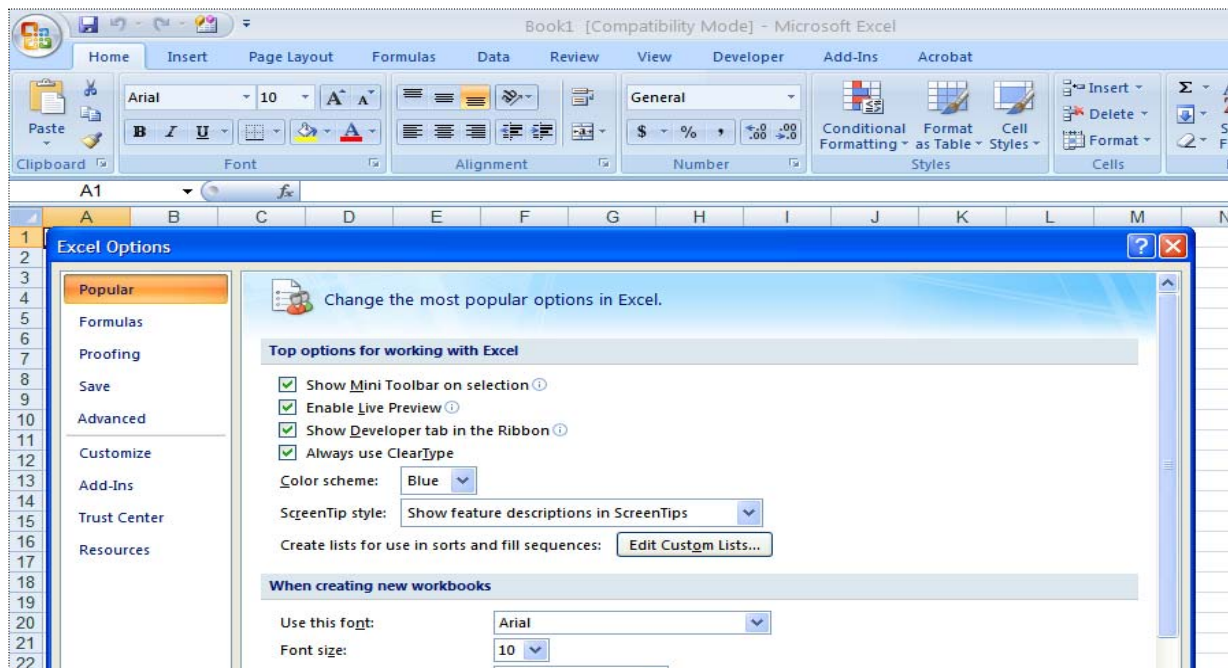 Book1 [Compatibility Mode] - Microsoft Excel
Home Insert Page Layout Formulas Data Review View Developer Add-Ins Acrobat
Arial 10 A A General Insert Σ
Paste B I U $ % , .00 Conditional Formatting Format as Table Cell Styles Delete
Format
Clipboard Font Alignment Number Styles Cells
A1 fx
A B C D E F G H I J K L M N
1
Excel Options ?
2
3
Popular Change the most popular options in Excel.
4
5
Formulas
6
7
Proofing Top options for working with Excel
8
Save Show Mini Toolbar on selection
9
Enable Live Preview
10
Advanced Show Developer tab in the Ribbon
11
Always use ClearType
12
Customize
13
Color scheme: Blue
Add-Ins
14
15
Trust Center ScreenTip style: Show feature descriptions in ScreenTips
16
Resources Create lists for use in sorts and fill sequences: Edit Custom Lists...
17
18
When creating new workbooks
19
20
Use this font: Arial
21
Font size: 10
22